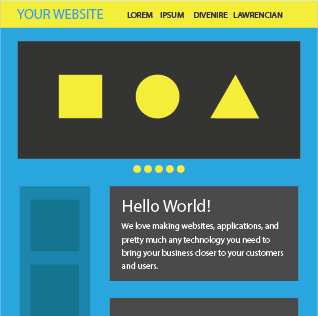 YOUR WEBSITE LOREM IPSUM DIVENIRE LAWRENCIAN
Hello World!
We love making websites, applications, and
pretty much any technology you need to
bring your business closer to your customers
and users.